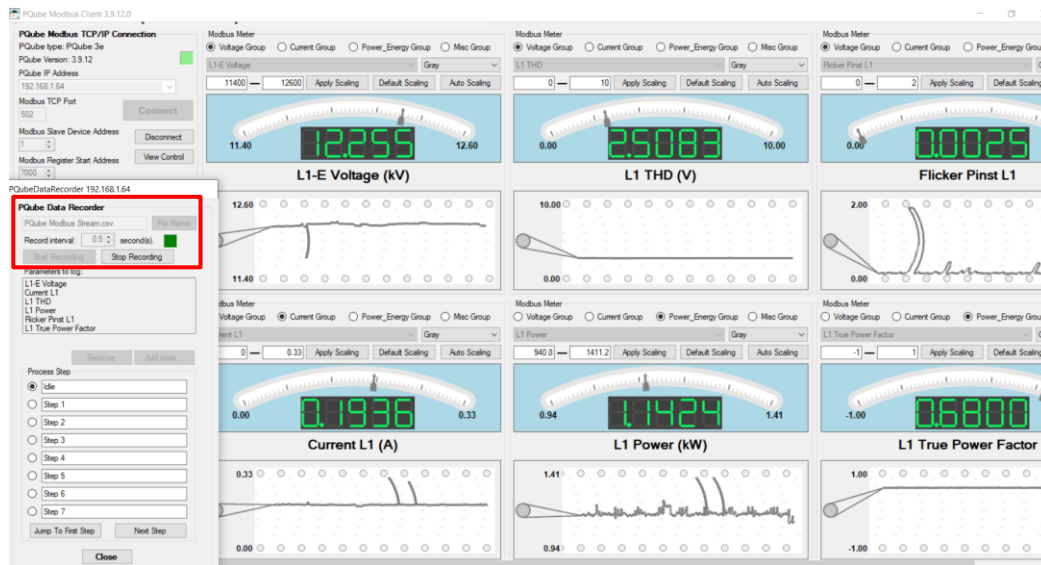 PQube Modbus Client 3.9.12.0
PQube Modbus TCP/IP Connection
PQube type: PQube 3e
PQube Version: 3.9.12
PQube IP Address
192.168.1.64
Modbus TCP Port
502
Connect
Modbus Slave Device Address
1
Disconnect
Modbus Register Start Address
7000
View Control
PQubeDataRecorder 192.168.1.64
PQube Data Recorder
PQube Modbus Stream.csv
File Name
Record interval: 0.5 second(s).
Start Recording Stop Recording
Parameters to log:
L1-E Voltage
Current L1
L1 THD
L1 Power
Flicker Pinst L1
L1 True Power Factor
Remove Add now...
Process Step
Idle
Step 1
Step 2
Step 3
Step 4
Step 5
Step 6
Step 7
Jump To First Step Next Step
Close
Modbus Meter
Voltage Group Current Group Power_Energy Group Misc Group
L1-E Voltage Gray
11400 — 12600 Apply Scaling Default Scaling Auto Scaling
11.40 12.255 12.60
L1-E Voltage (kV)
12.60
11.40
Modbus Meter
Voltage Group Current Group Power_Energy Group Misc Group
L1 THD Gray
0 — 10 Apply Scaling Default Scaling Auto Scaling
0.00 2.5083 10.00
L1 THD (V)
10.00
0.00
Modbus Meter
Voltage Group Current Group Power_Energy Grou
Flicker Pinst L1
0 — 2 Apply Scaling Default Scaling
0.00 0.0025
Flicker Pinst L1
2.00
0.00
dbus Meter
Voltage Group Current Group Power_Energy Group Misc Group
rrent L1 Gray
0 — 0.33 Apply Scaling Default Scaling Auto Scaling
0.00 0.1936 0.33
Current L1 (A)
0.33
0.00
Modbus Meter
Voltage Group Current Group Power_Energy Group Misc Group
L1 Power Gray
940.8 — 1411.2 Apply Scaling Default Scaling Auto Scaling
0.94 1.1424 1.41
L1 Power (kW)
1.41
0.94
Modbus Meter
Voltage Group Current Group Power_Energy Grou
L1 True Power Factor
-1 — 1 Apply Scaling Default Scaling
-1.00 0.6800
L1 True Power Factor
1.00
-1.00